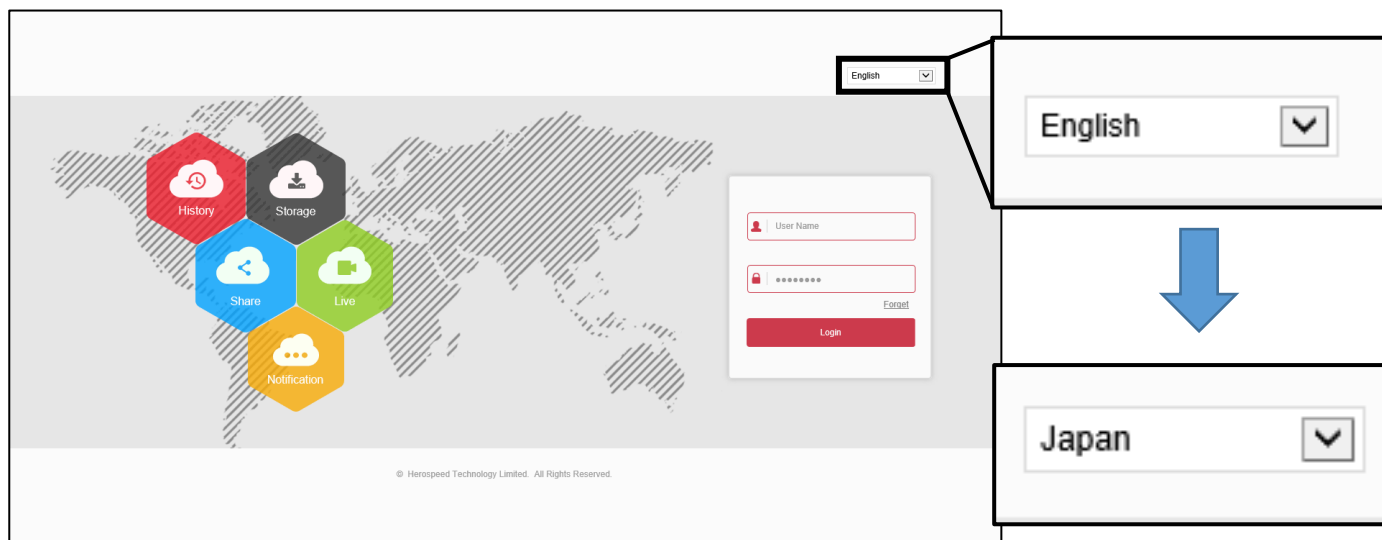 English
English
History
Storage
User Name
Share
Live
Forget
Login
Notification
Japan
© Herospeed Technology Limited. All Rights Reserved.